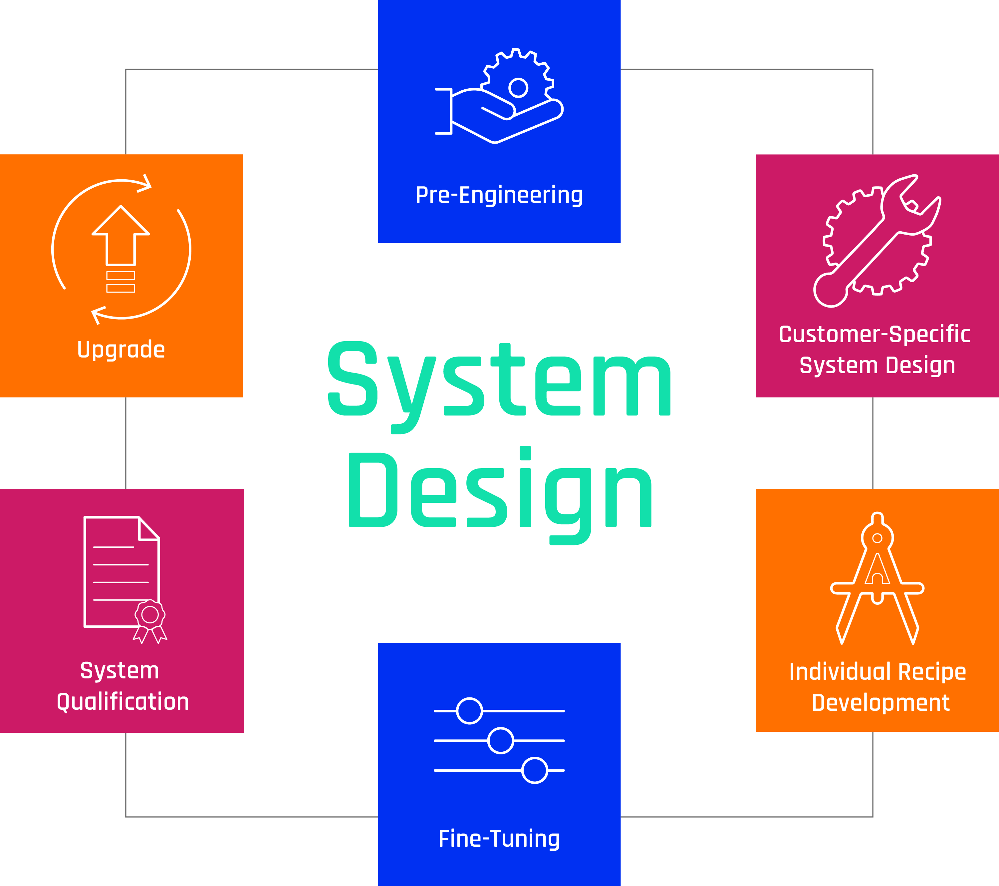 Pre-Engineering
Upgrade
Customer-Specific
System Design
System
Design
System
Qualification
Individual Recipe
Development
Fine-Tuning